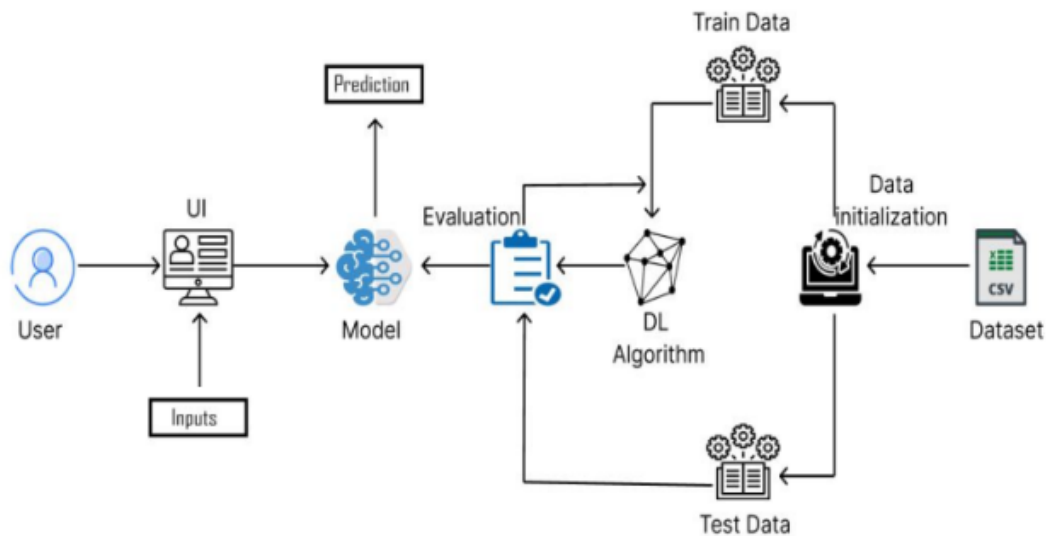 Train Data
Prediction
UI
Evaluation
Data
initialization
X
CSV
User
Model
DL
Algorithm
Dataset
Inputs
Test Data